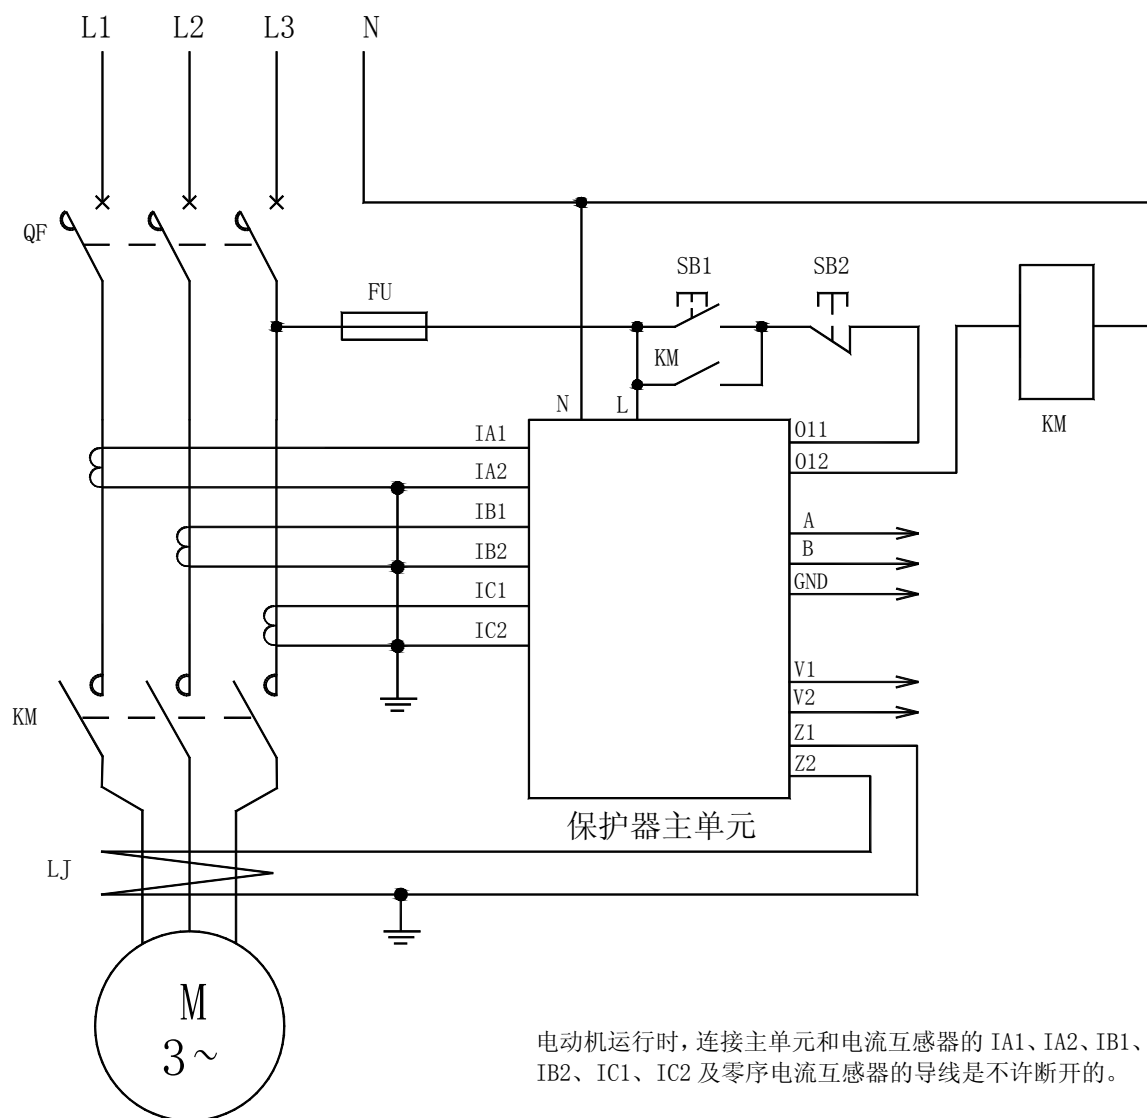 L1 L2 L3 N
QF
SB1 SB2
FU
KM
N L
KM
IA1 O11
IA2 O12
IB1 A
IB2 B
IC1 GND
IC2
V1
KM V2
Z1
Z2
保护器主单元
LJ
M
3~
电动机运行时,连接主单元和电流互感器的 IA1、IA2、IB1、
IB2、IC1、IC2 及零序电流互感器的导线是不许断开的。